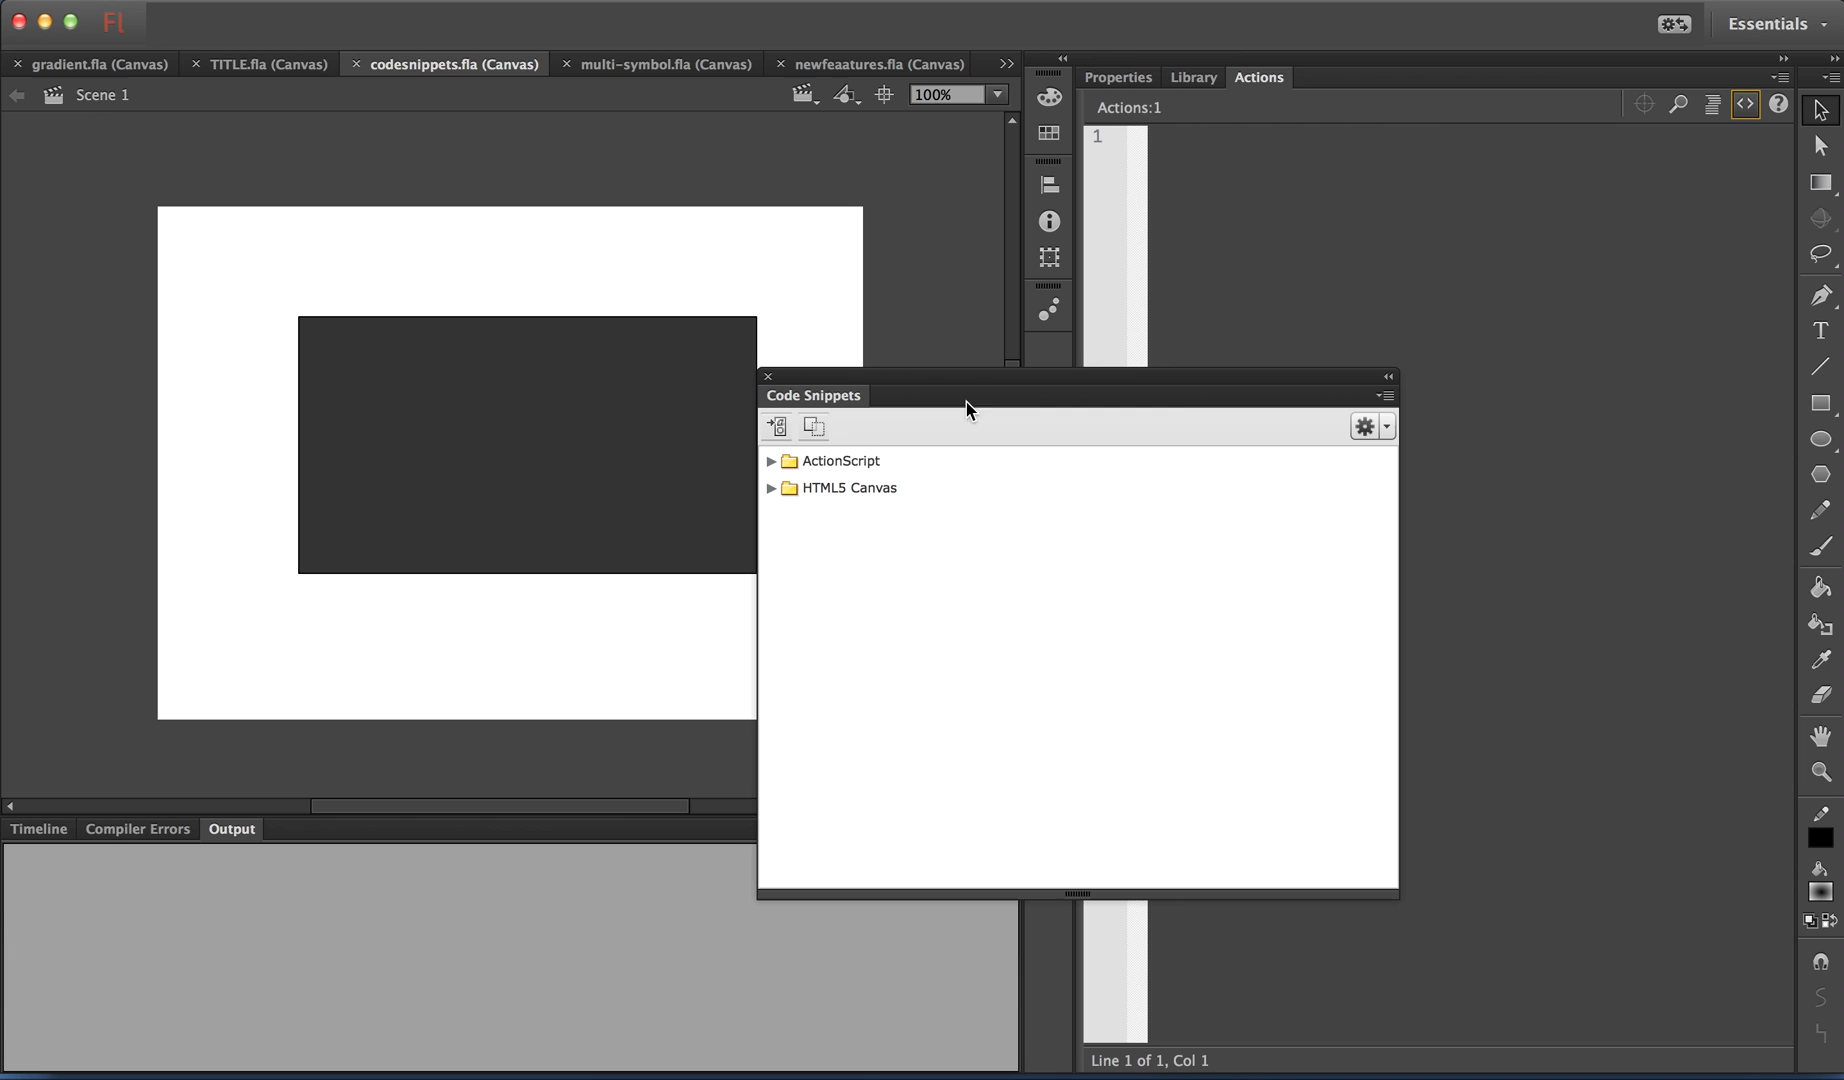 Fl
Essentials
gradient.fla (Canvas)
TITLE.fla (Canvas)
codesnippets.fla (Canvas)
multi-symbol.fla (Canvas)
newfeaatures.fla (Canvas)
Scene 1
100%
Properties
Library
Actions
Actions:1
1
Code Snippets
ActionScript
HTML5 Canvas
Timeline
Compiler Errors
Output
Line 1 of 1, Col 1